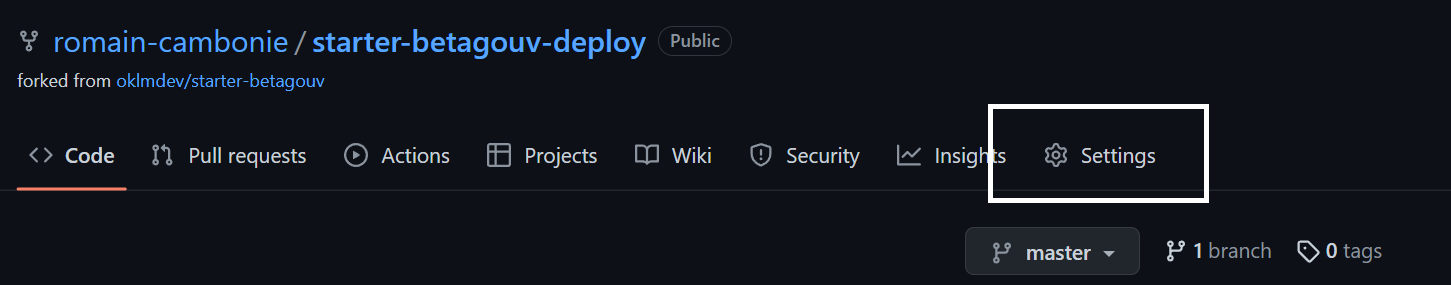 romain-cambonie / starter-betagouv-deploy Public
forked from oklmdev/starter-betagouv
Code Pull requests Actions Projects Wiki Security Insights Settings
master 1 branch 0 tags